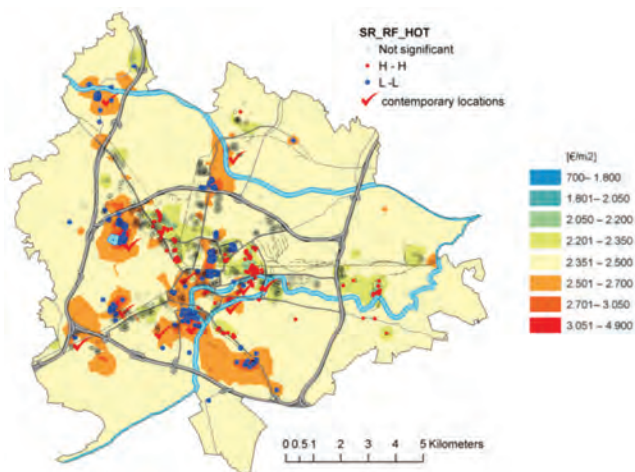 SR_RF_HOT
Not significant
H - H
L -L
contemporary locations
[€/m2]
700– 1.800
1.801– 2.050
2.050 – 2.200
2.201 – 2.350
2.351 – 2.500
2.501 – 2.700
2.701 – 3.050
3.051 – 4.900
0 0.5 1 2 3 4 5 Kilometers